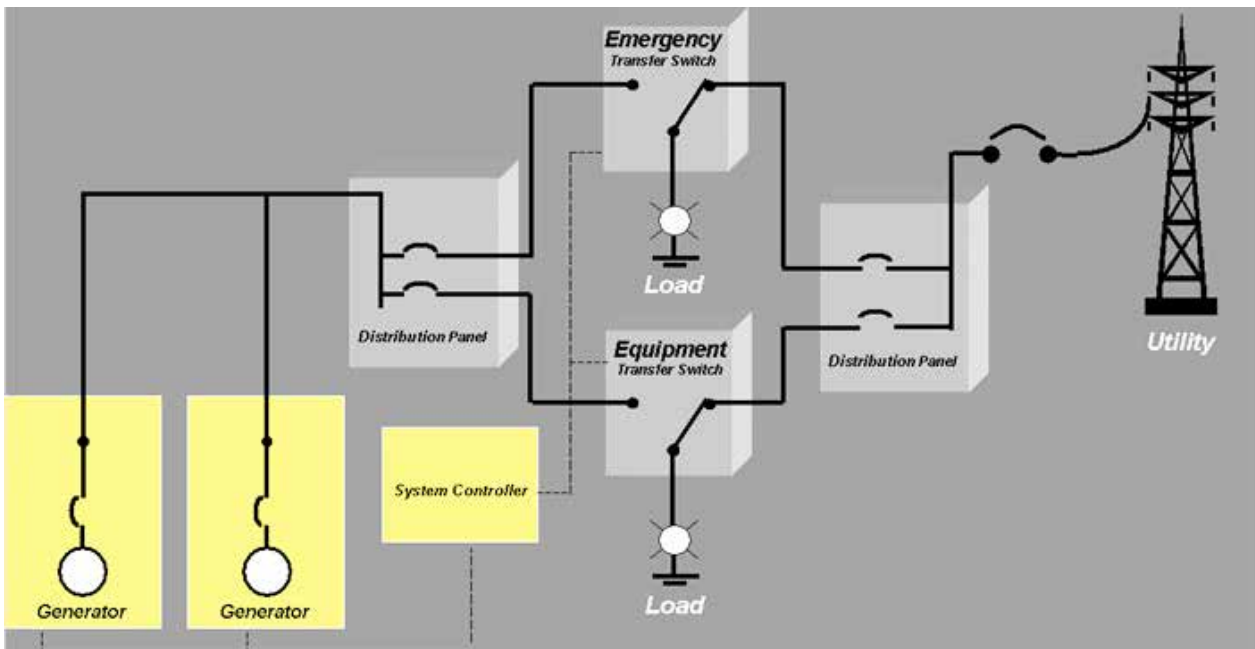 Emergency
Transfer Switch
Load
Distribution Panel
Equipment
Transfer Switch
Distribution Panel
Utility
System Controller
Generator
Generator
Load